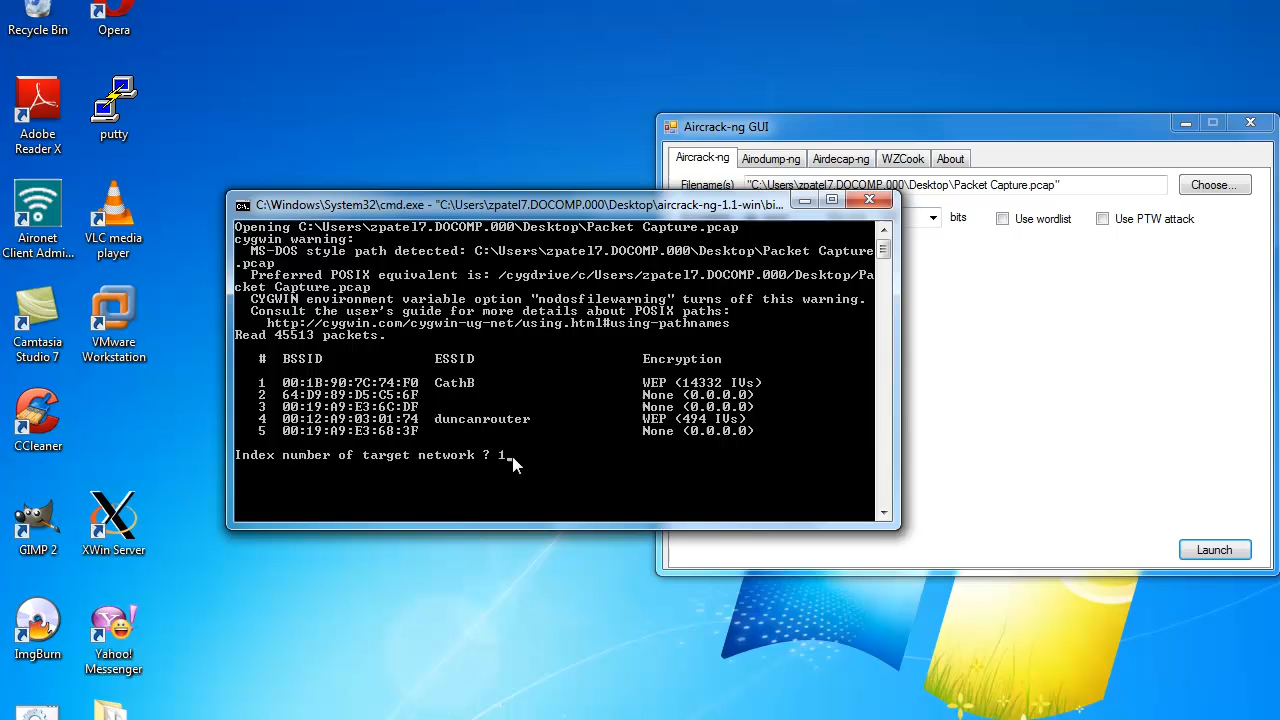 Recycle Bin
Opera
Adobe
Reader X
putty
Aironet
Client Admi...
VLC media
player
Camtasia
Studio 7
VMware
Workstation
CCleaner
GIMP 2
XWin Server
ImgBurn
Yahoo!
Messenger
Aircrack-ng GUI
Aircrack-ng
Airodump-ng
Airdecap-ng
WZCook
About
Filename(s)
"C:\Users\zpatel7.DOCOMP.000\Desktop\Packet Capture.pcap"
Choose...
bits
Use wordlist
Use PTW attack
Launch
C:\Windows\System32\cmd.exe - "C:\Users\zpatel7.DOCOMP.000\Desktop\aircrack-ng-1.1-win\bi...
Opening C:\Users\zpatel7.DOCOMP.000\Desktop\Packet Capture.pcap
cygwin warning:
MS-DOS style path detected: C:\Users\zpatel7.DOCOMP.000\Desktop\Packet Capture
.pcap
Preferred POSIX equivalent is: /cygdrive/c/Users/zpatel7.DOCOMP.000/Desktop/Pa
cket Capture.pcap
CYGWIN environment variable option "nodosfilewarning" turns off this warning.
Consult the user's guide for more details about POSIX paths:
http://cygwin.com/cygwin-ug-net/using.html#using-pathnames
Read 45513 packets.
# BSSID ESSID Encryption
1 00:1B:90:7C:74:F0 CathB WEP (14332 IVs)
2 64:D9:89:D5:C5:6F None (0.0.0.0)
3 00:19:A9:E3:6C:DF None (0.0.0.0)
4 00:12:A9:03:01:74 duncanrouter WEP (494 IVs)
5 00:19:A9:E3:68:3F None (0.0.0.0)
Index number of target network ? 1_